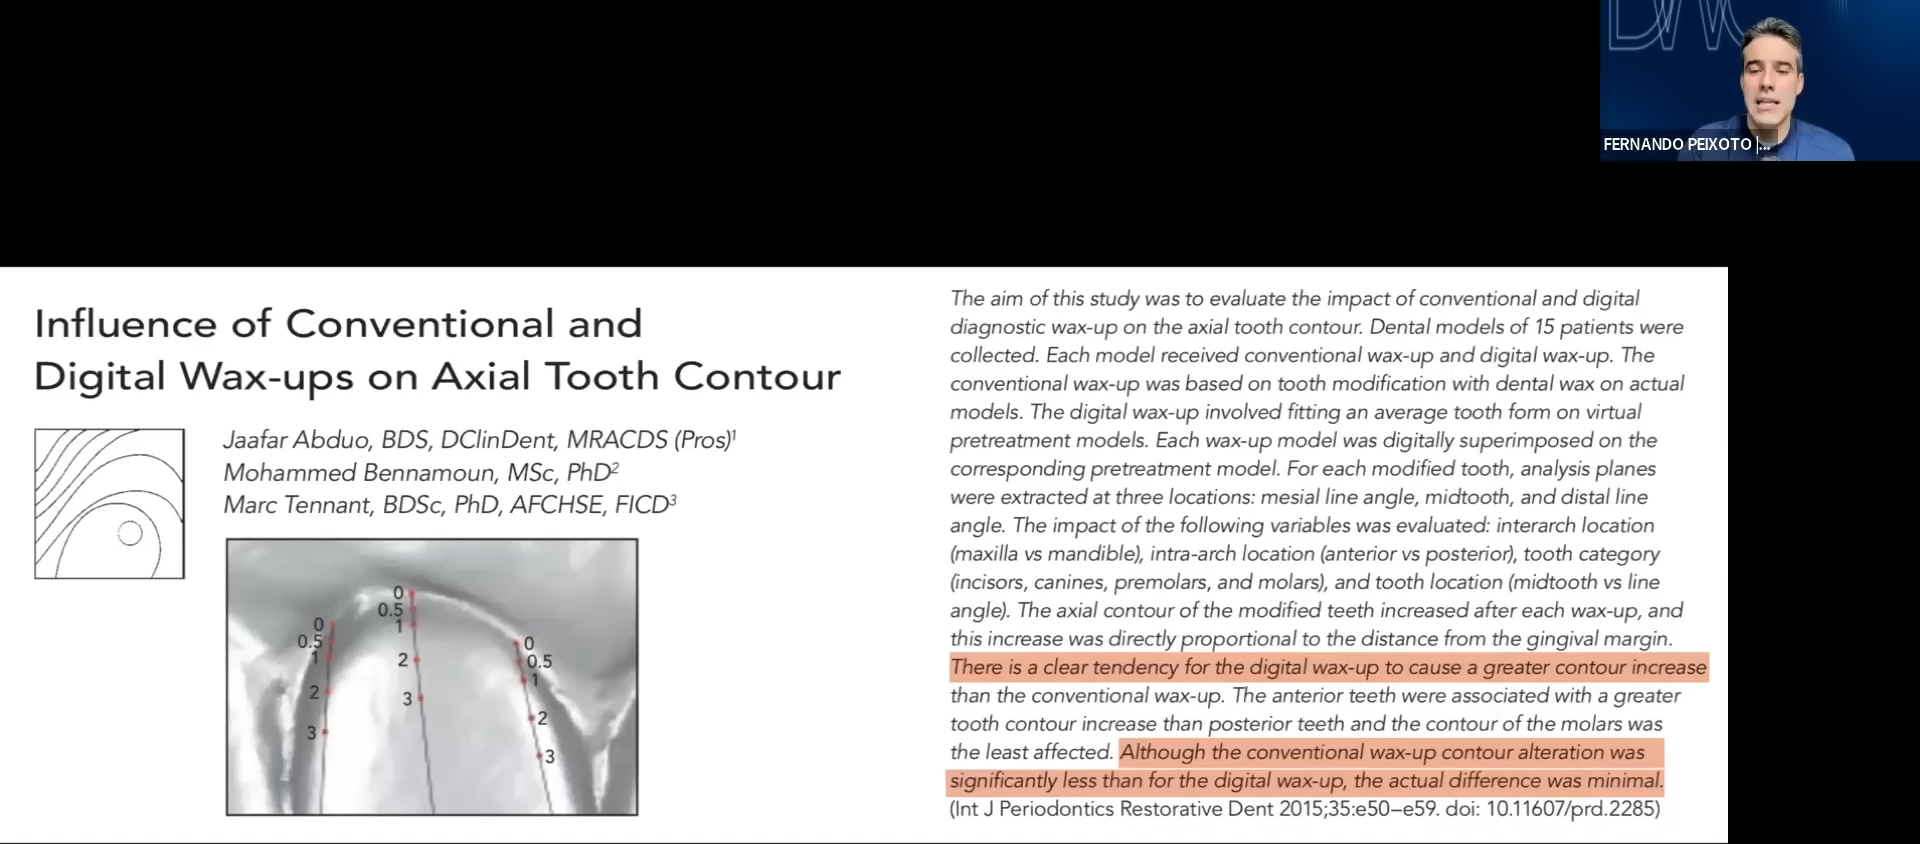 FERNANDO PEIXOTO |...
Influence of Conventional and
Digital Wax-ups on Axial Tooth Contour
Jaafar Abduo, BDS, DClinDent, MRACDS (Pros)¹
Mohammed Bennamoun, MSc, PhD²
Marc Tennant, BDSc, PhD, AFCHSE, FICD³
0
0.5
1
2
3
0
0.5
1
2
3
0
0.5
1
2
3
The aim of this study was to evaluate the impact of conventional and digital
diagnostic wax-up on the axial tooth contour. Dental models of 15 patients were
collected. Each model received conventional wax-up and digital wax-up. The
conventional wax-up was based on tooth modification with dental wax on actual
models. The digital wax-up involved fitting an average tooth form on virtual
pretreatment models. Each wax-up model was digitally superimposed on the
corresponding pretreatment model. For each modified tooth, analysis planes
were extracted at three locations: mesial line angle, midtooth, and distal line
angle. The impact of the following variables was evaluated: interarch location
(maxilla vs mandible), intra-arch location (anterior vs posterior), tooth category
(incisors, canines, premolars, and molars), and tooth location (midtooth vs line
angle). The axial contour of the modified teeth increased after each wax-up, and
this increase was directly proportional to the distance from the gingival margin.
There is a clear tendency for the digital wax-up to cause a greater contour increase
than the conventional wax-up. The anterior teeth were associated with a greater
tooth contour increase than posterior teeth and the contour of the molars was
the least affected. Although the conventional wax-up contour alteration was
significantly less than for the digital wax-up, the actual difference was minimal.
(Int J Periodontics Restorative Dent 2015;35:e50–e59. doi: 10.11607/prd.2285)